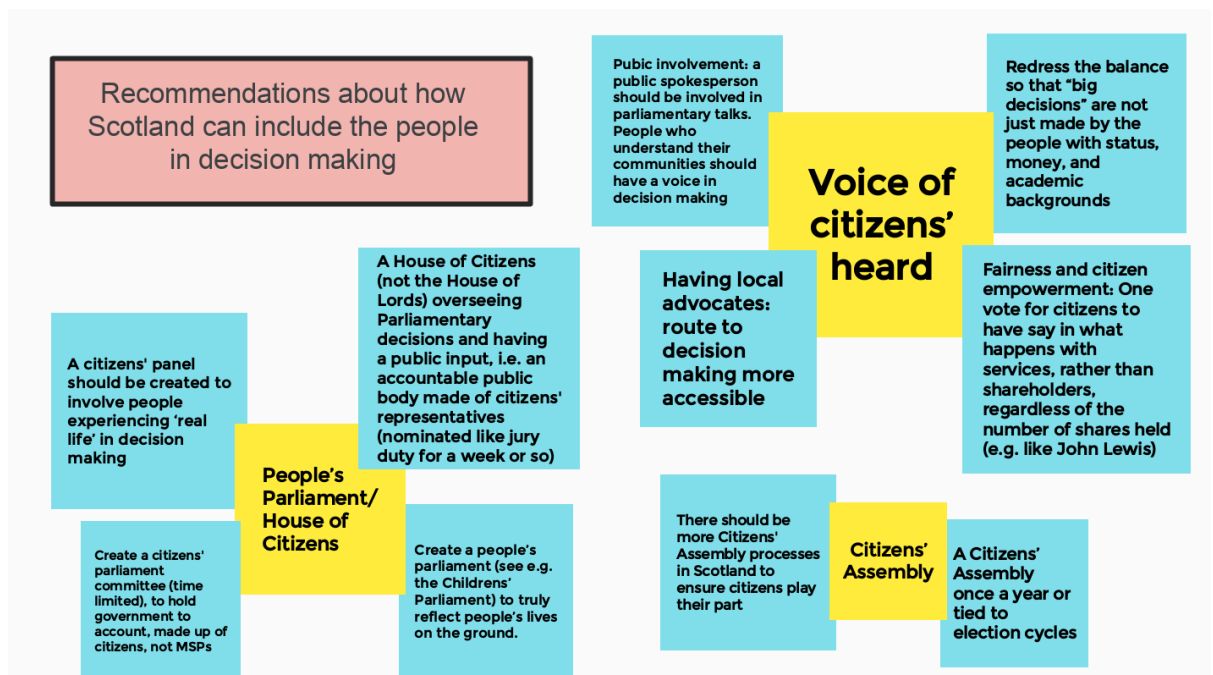 Recommendations about how
Scotland can include the people
in decision making
Pubic involvement: a
public spokesperson
should be involved in
parliamentary talks.
People who
understand their
communities should
have a voice in
decision making
Voice of
citizens’
heard
Redress the balance
so that “big
decisions” are not
just made by the
people with status,
money, and
academic
backgrounds
Having local
advocates:
route to
decision
making more
accessible
Fairness and citizen
empowerment: One
vote for citizens to
have say in what
happens with
services, rather than
shareholders,
regardless of the
number of shares held
(e.g. like John Lewis)
A House of Citizens
(not the House of
Lords) overseeing
Parliamentary
decisions and having
a public input, i.e. an
accountable public
body made of citizens'
representatives
(nominated like jury
duty for a week or so)
A citizens' panel
should be created to
involve people
experiencing ‘real
life’ in decision
making
People’s
Parliament/
House of
Citizens
Create a citizens'
parliament
committee (time
limited), to hold
government to
account, made up of
citizens, not MSPs
Create a people’s
parliament (see e.g.
the Childrens’
Parliament) to truly
reflect people’s lives
on the ground.
There should be
more Citizens'
Assembly processes
in Scotland to
ensure citizens play
their part
Citizens’
Assembly
A Citizens’
Assembly
once a year or
tied to
election cycles